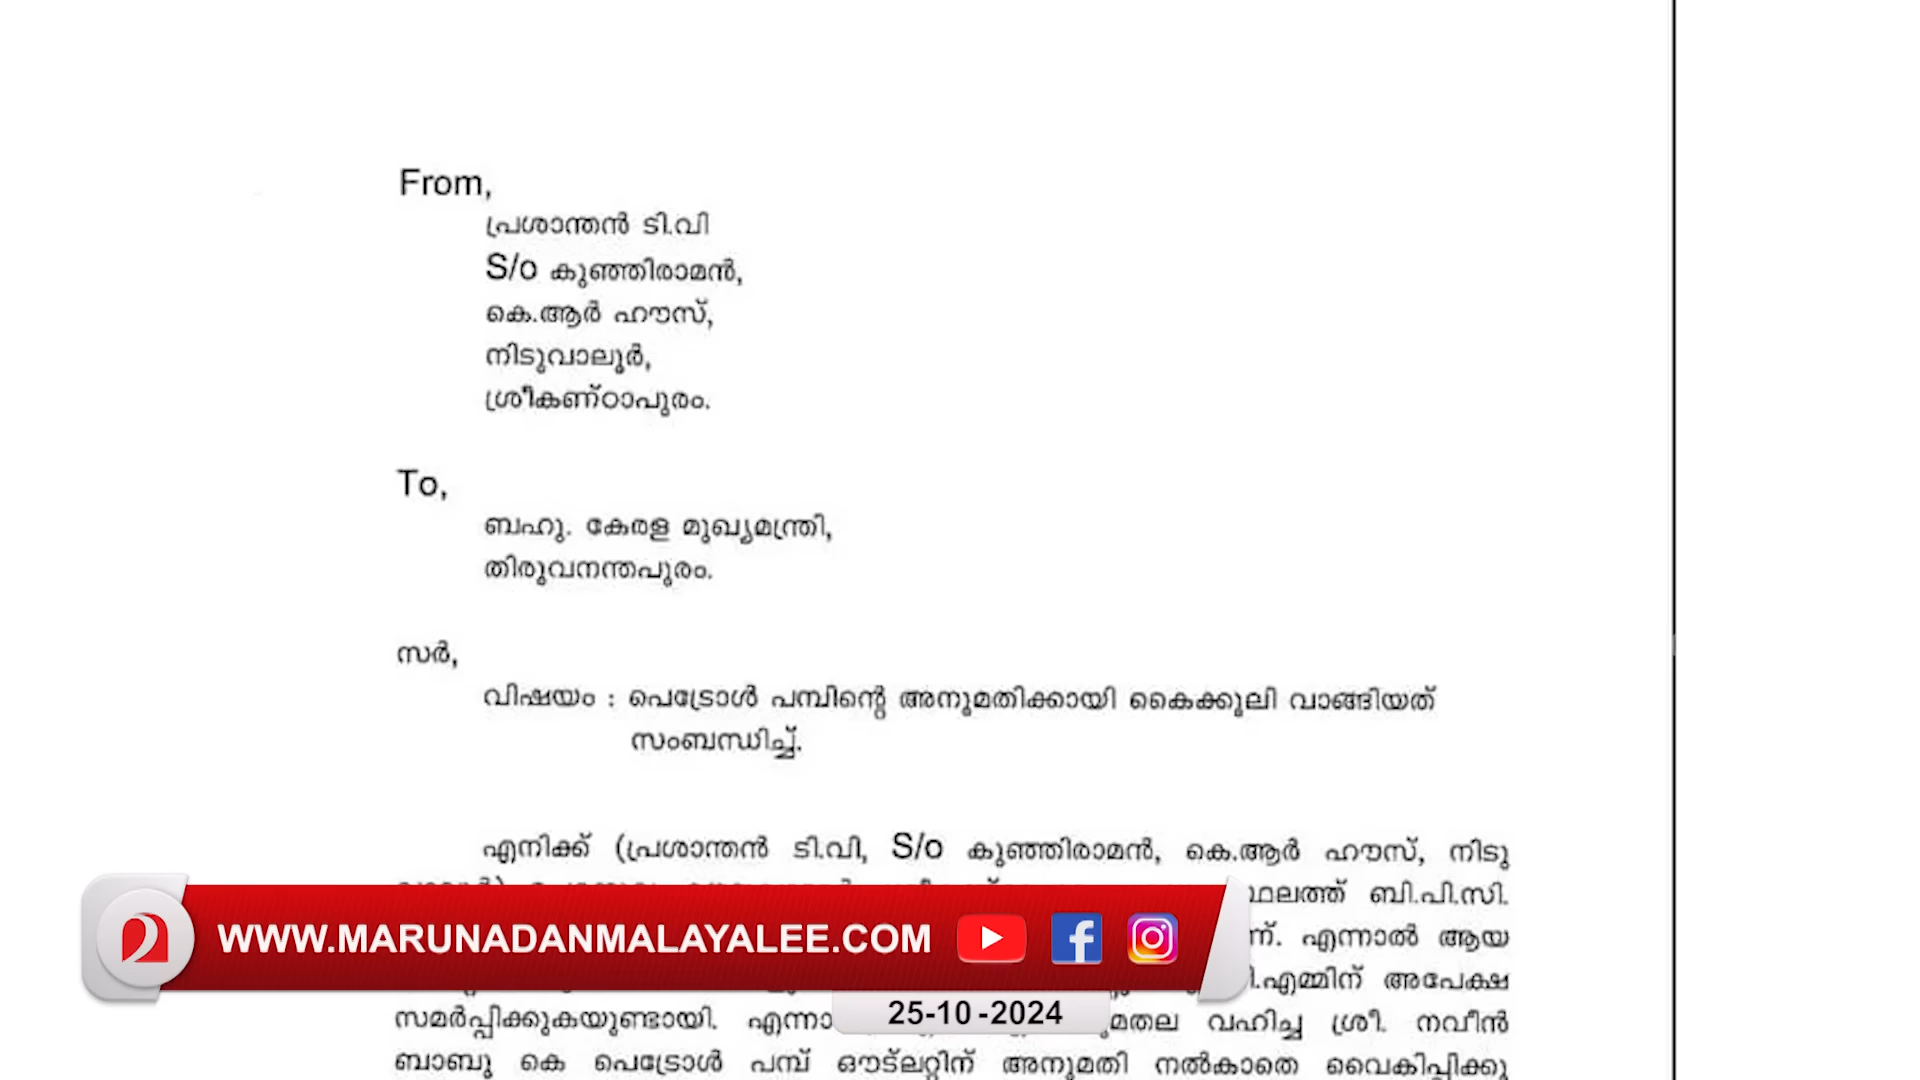 From,
പ്രശാന്തൻ ടി.വി
S/o കുഞ്ഞിരാമൻ,
കെ.ആർ ഹൗസ്,
നിടുവാലൂർ,
ശ്രീകണ്ഠാപുരം.
To,
ബഹു. കേരള മുഖ്യമന്ത്രി,
തിരുവനന്തപുരം.
സർ,
വിഷയം : പെട്രോൾ പമ്പിന്റെ അനുമതിക്കായി കൈക്കൂലി വാങ്ങിയത്
സംബന്ധിച്ച്.
എനിക്ക് (പ്രശാന്തൻ ടി.വി, S/o കുഞ്ഞിരാമൻ, കെ.ആർ ഹൗസ്, നിടു
ബി.പി.സി.
എന്നാൽ ആയ
അപേക്ഷ
സമർപ്പിക്കുകയുണ്ടായി. വഹിച്ച ശ്രീ. നവീൻ
ബാബു കെ പെട്രോൾ പമ്പ് ഔട്ട്ലറ്റിന് അനുമതി നൽകാതെ വൈകിപ്പിക്കു
WWW.MARUNADANMALAYALEE.COM
25-10-2024